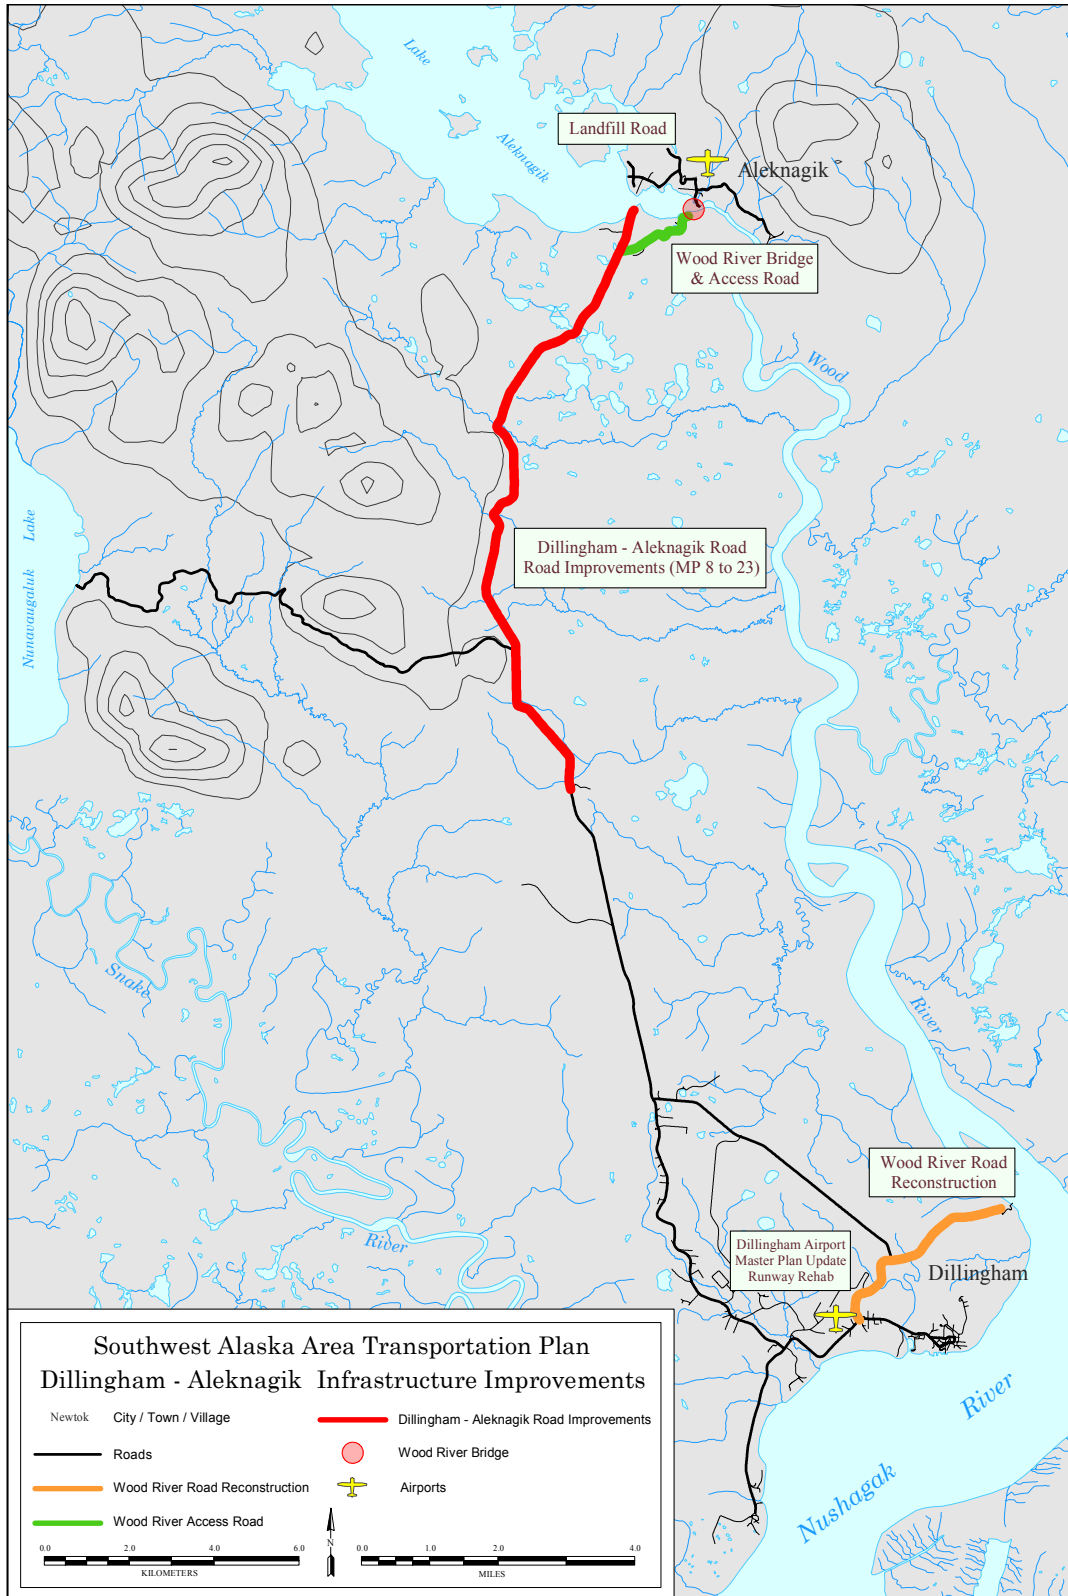 Lake
Aleknagik
Landfill Road
Aleknagik
Wood River Bridge
& Access Road
Wood
Dillingham - Aleknagik Road
Road Improvements (MP 8 to 23)
Nunavaugaluk Lake
Snake
River
River
Wood River Road
Reconstruction
Dillingham Airport
Master Plan Update
Runway Rehab
Dillingham
River
Nushagak
Southwest Alaska Area Transportation Plan
Dillingham - Aleknagik Infrastructure Improvements
Newtok City / Town / Village
Dillingham - Aleknagik Road Improvements
Roads
Wood River Bridge
Wood River Road Reconstruction
Airports
Wood River Access Road
N
0.0 2.0 4.0 6.0
KILOMETERS
0.0 1.0 2.0 4.0
MILES